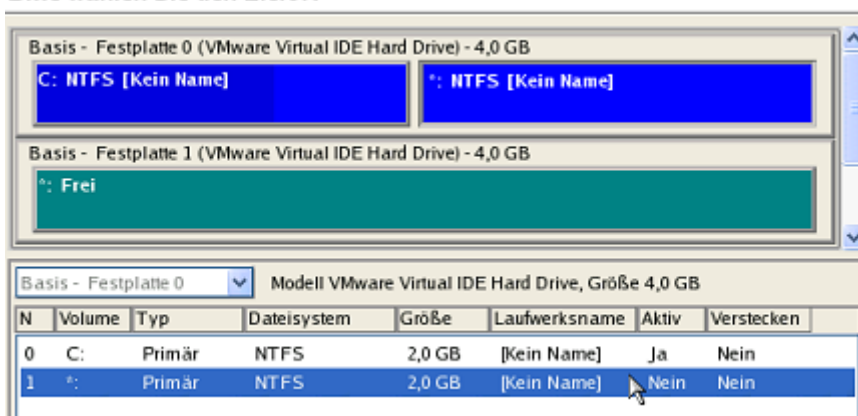 Basis - Festplatte 0 (VMware Virtual IDE Hard Drive) - 4,0 GB
C: NTFS [Kein Name] *: NTFS [Kein Name]
Basis - Festplatte 1 (VMware Virtual IDE Hard Drive) - 4,0 GB
*: Frei
Basis - Festplatte 0 Modell VMware Virtual IDE Hard Drive, Größe 4,0 GB
N Volume Typ Dateisystem Größe Laufwerksname Aktiv Verstecken
0 C: Primär NTFS 2,0 GB [Kein Name] Ja Nein
1 *: Primär NTFS 2,0 GB [Kein Name] Nein Nein